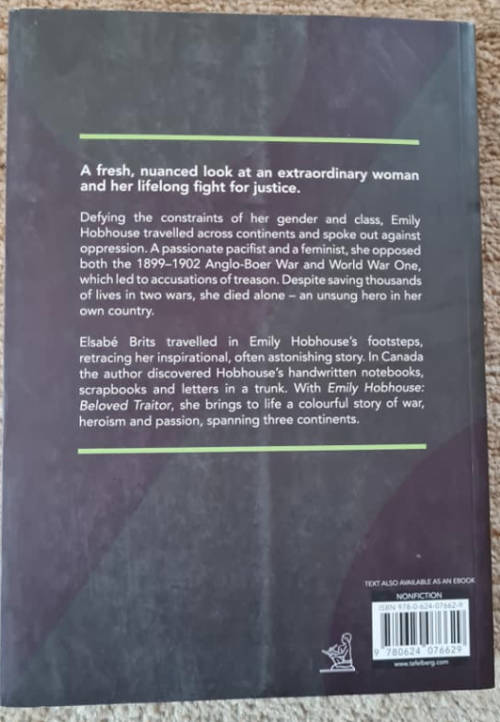 A fresh, nuanced look at an extraordinary woman
and her lifelong fight for justice.
Defying the constraints of her gender and class, Emily
Hobhouse travelled across continents and spoke out against
oppression. A passionate pacifist and a feminist, she opposed
both the 1899–1902 Anglo-Boer War and World War One,
which led to accusations of treason. Despite saving thousands
of lives in two wars, she died alone – an unsung hero in her
own country.
Elsabé Brits travelled in Emily Hobhouse's footsteps,
retracing her inspirational, often astonishing story. In Canada
the author discovered Hobhouse's handwritten notebooks,
scrapbooks and letters in a trunk. With Emily Hobhouse:
Beloved Traitor, she brings to life a colourful story of war,
heroism and passion, spanning three continents.
TEXT ALSO AVAILABLE AS AN EBOOK
NONFICTION
ISBN 978-0-624-07662-9
9 780624 076629
www.tafelberg.com